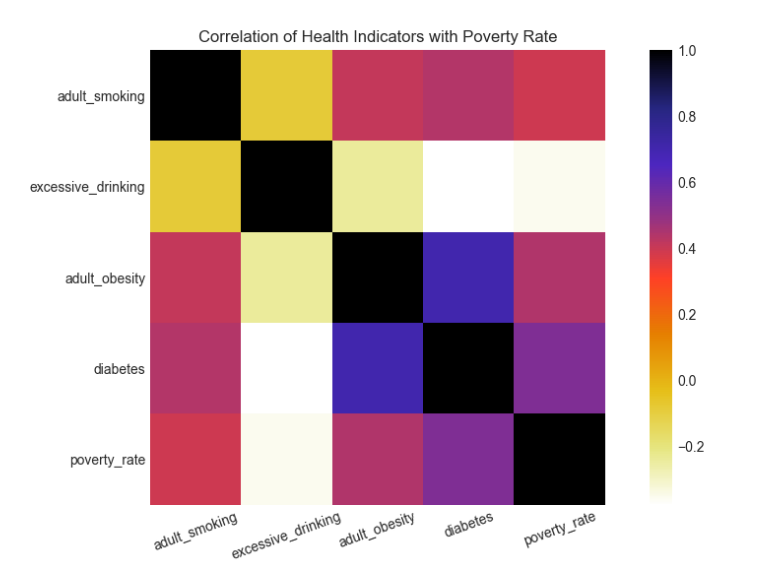 Correlation of Health Indicators with Poverty Rate
adult_smoking
excessive_drinking
adult_obesity
diabetes
poverty_rate
adult_smoking
excessive_drinking
adult_obesity
diabetes
poverty_rate
1.0
0.8
0.6
0.4
0.2
0.0
−0.2